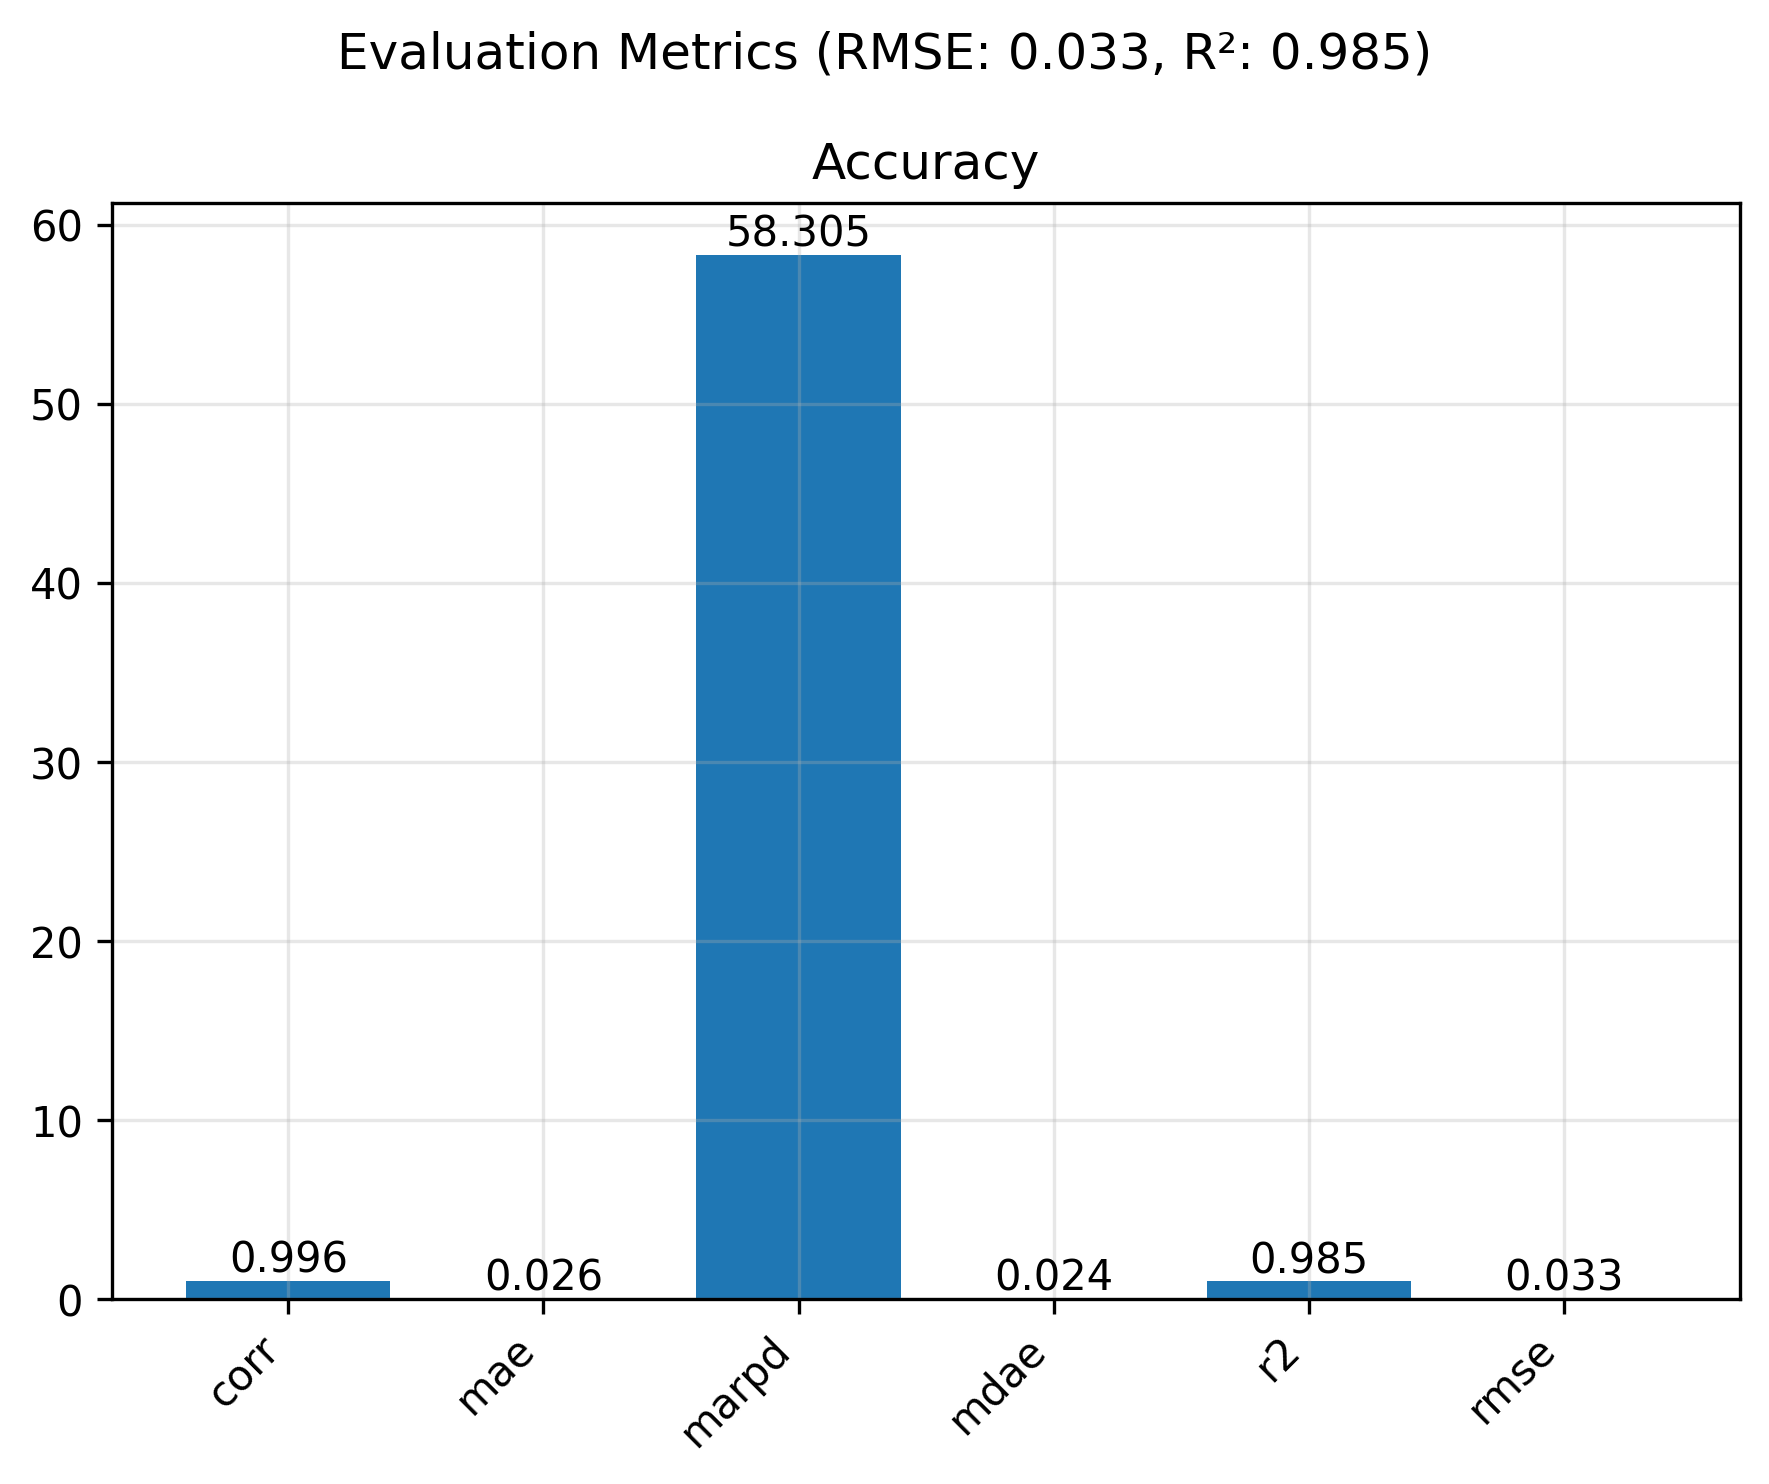 Evaluation Metrics (RMSE: 0.033, R²: 0.985)
Accuracy
60
50
40
30
20
10
0
0.996
0.026
58.305
0.024
0.985
0.033
corr
mae
marpd
mdae
r2
rmse